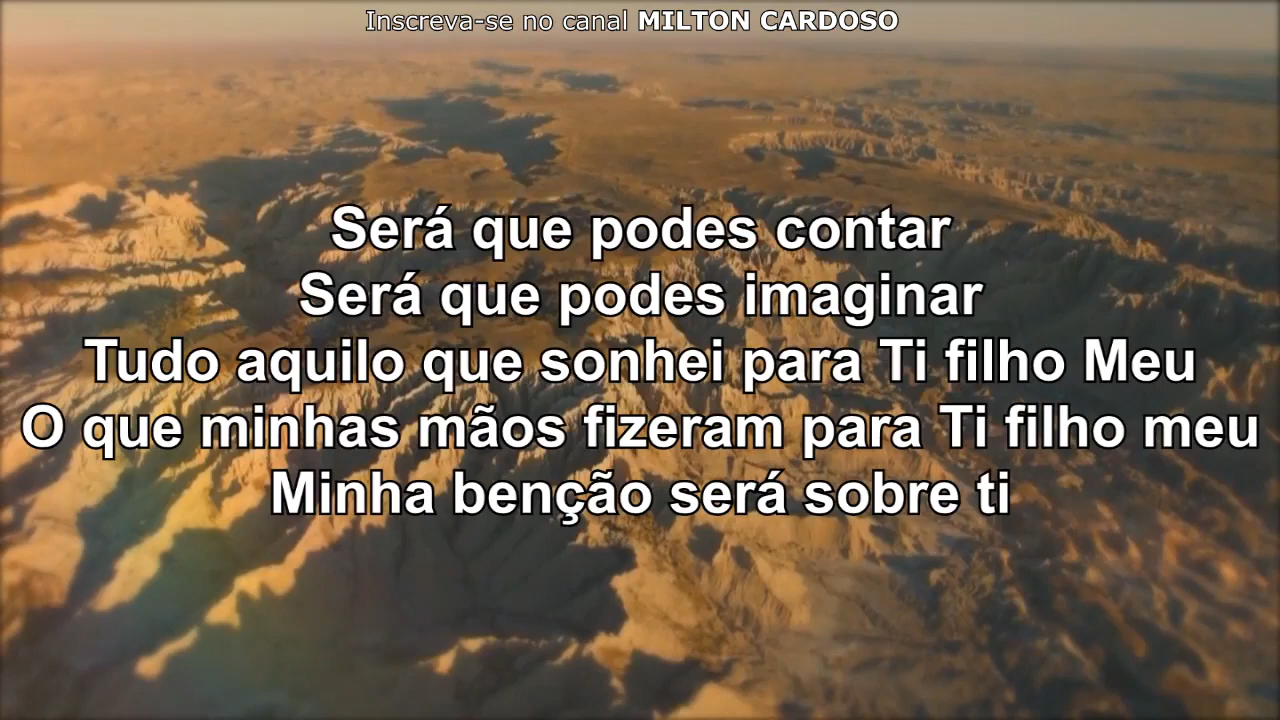 Inscreva-se no canal MILTON CARDOSO
Será que podes contar
Será que podes imaginar
Tudo aquilo que sonhei para Ti filho Meu
O que minhas mãos fizeram para Ti filho meu
Minha benção será sobre ti